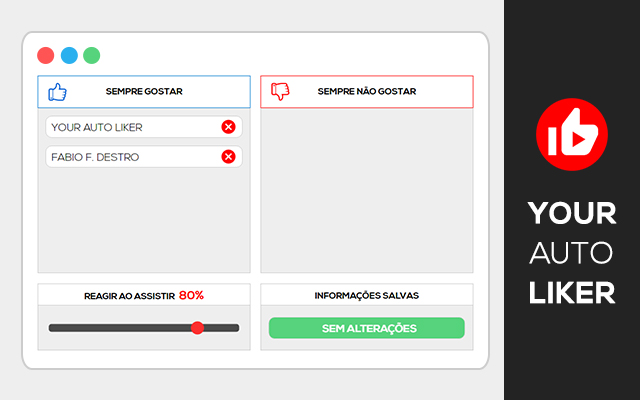 SEMPRE GOSTAR
YOUR AUTO LIKER
FABIO F. DESTRO
SEMPRE NÃO GOSTAR
REAGIR AO ASSISTIR 80%
INFORMAÇÕES SALVAS
SEM ALTERAÇÕES
YOUR
AUTO
LIKER